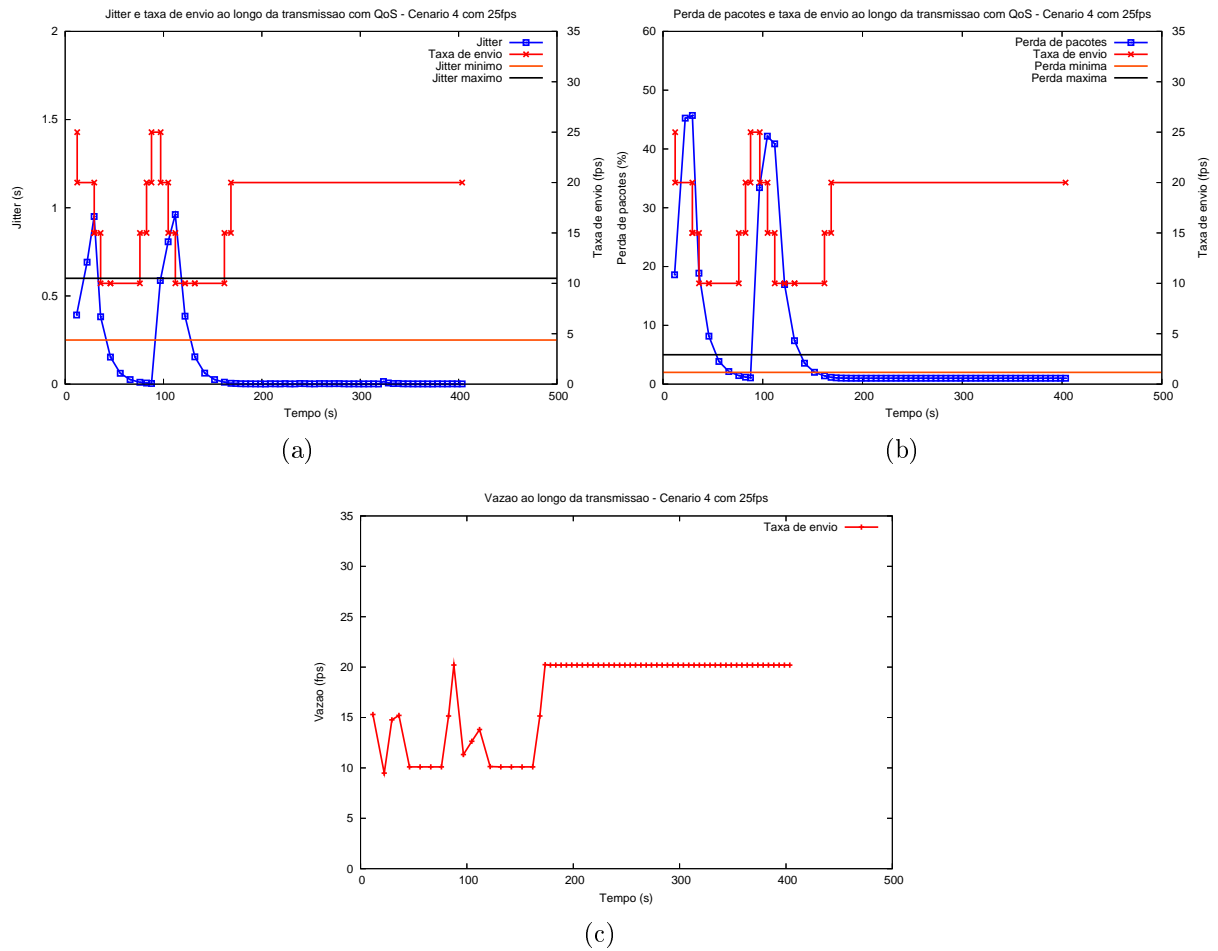 Jitter e taxa de envio ao longo da transmissao com QoS - Cenario 4 com 25fps
Jitter
Taxa de envio
Jitter minimo
Jitter maximo
2
1.5
1
0.5
0
35
30
25
20
15
10
5
0
Jitter (s)
Taxa de envio (fps)
0 100 200 300 400 500
Tempo (s)
(a)
Perda de pacotes e taxa de envio ao longo da transmissao com QoS - Cenario 4 com 25fps
Perda de pacotes
Taxa de envio
Perda minima
Perda maxima
60
50
40
30
20
10
0
35
30
25
20
15
10
5
0
Perda de pacotes (%)
Taxa de envio (fps)
0 100 200 300 400 500
Tempo (s)
(b)
Vazao ao longo da transmissao - Cenario 4 com 25fps
Taxa de envio
35
30
25
20
15
10
5
0
Vazao (fps)
0 100 200 300 400 500
Tempo (s)
(c)